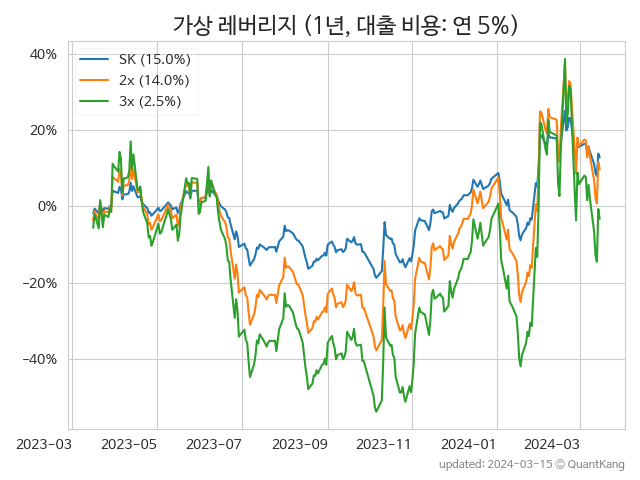 가상 레버리지 (1년, 대출 비용: 연 5%)
SK (15.0%)
2x (14.0%)
3x (2.5%)
40%
20%
0%
−20%
−40%
2023−03 2023−05 2023−07 2023−09 2023−11 2024−01 2024−03
updated: 2024-03-15 ⓒ QuantKang